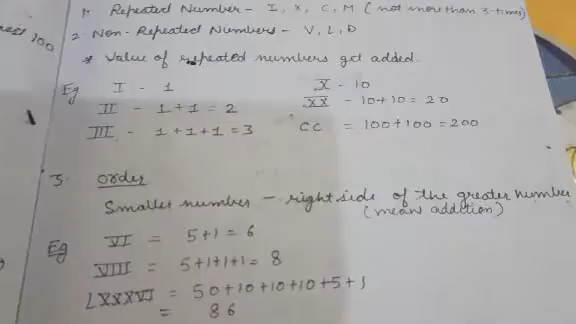 1. Repeated Number - I, X, C, M (not more than 3 times)
2. Non-Repeated Numbers - V, L, D
* Value of repeated numbers get added.
Eg I - 1 X - 10
II - 1+1 = 2 XX - 10+10 = 20
III - 1+1+1 = 3 CC = 100+100 = 200
3. Order
Smaller number - right side of the greater number
(mean addition)
Eg VI = 5+1 = 6
VIII = 5+1+1+1 = 8
LXXXVI = 50+10+10+10+5+1
= 86